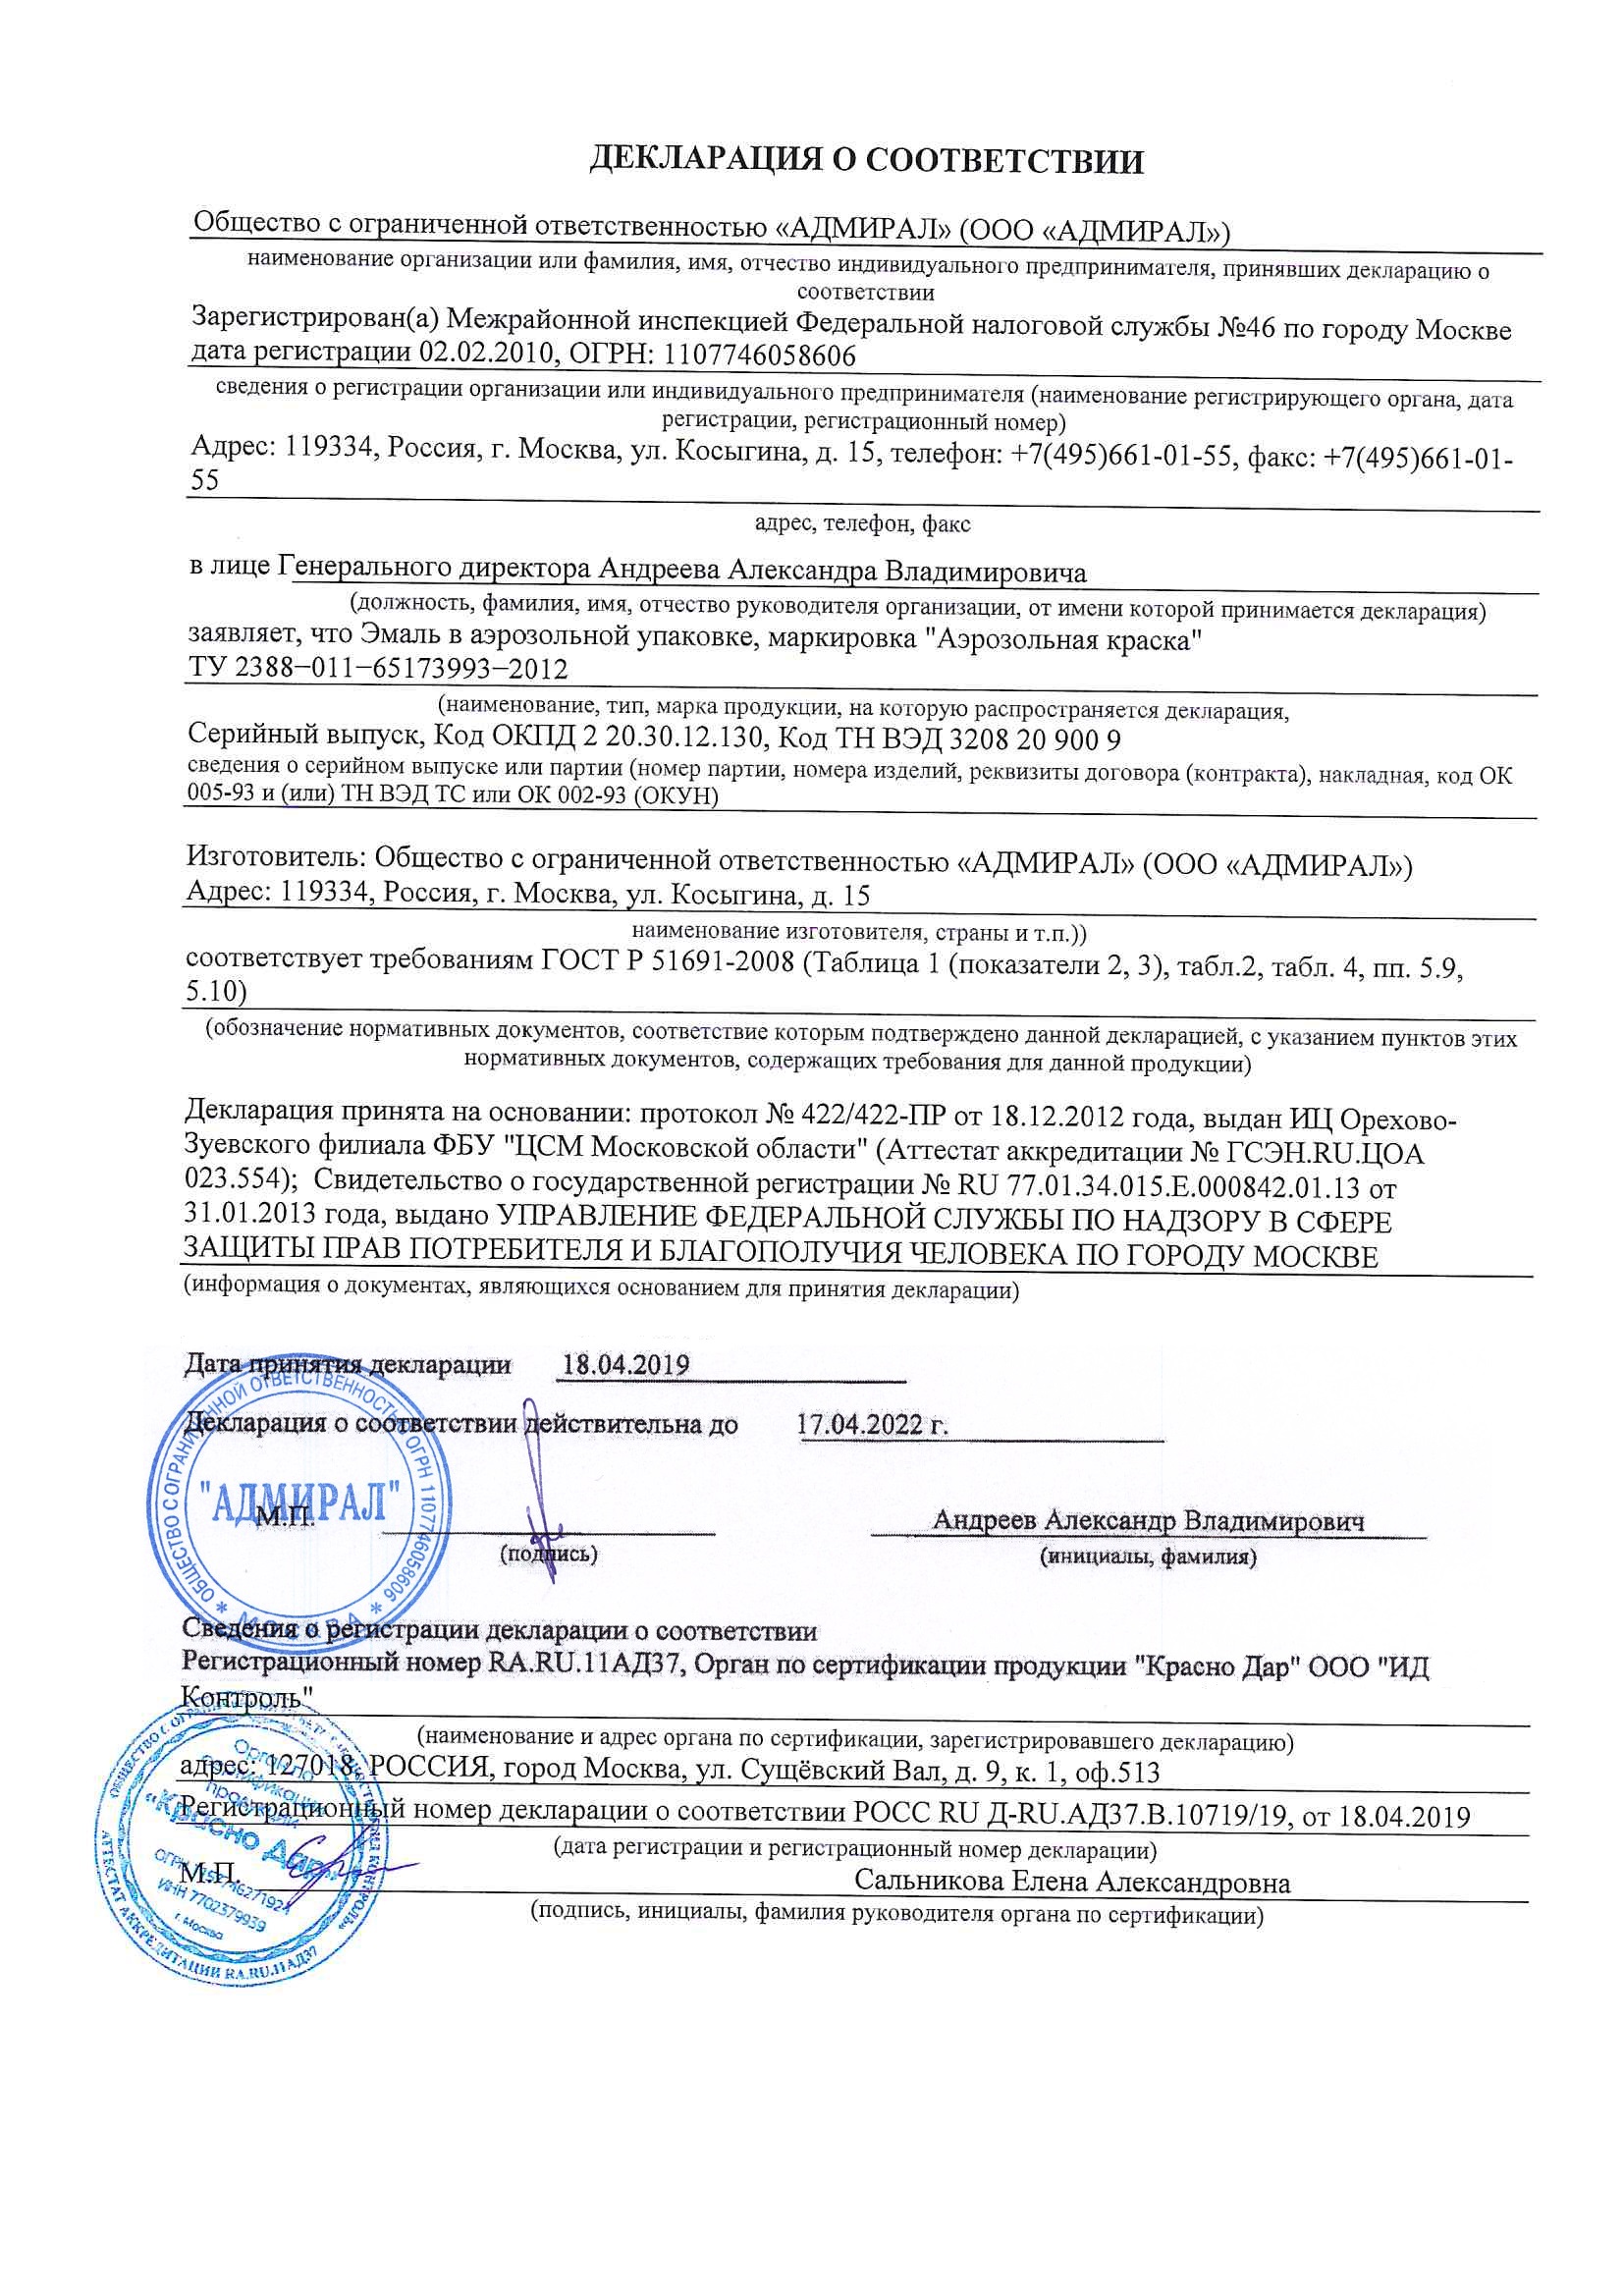 ДЕКЛАРАЦИЯ О СООТВЕТСТВИИ
Общество с ограниченной ответственностью «АДМИРАЛ» (ООО «АДМИРАЛ»)
наименование организации или фамилия, имя, отчество индивидуального предпринимателя, принявших декларацию о
соответствии
Зарегистрирован(а) Межрайонной инспекцией Федеральной налоговой службы №46 по городу Москве
дата регистрации 02.02.2010, ОГРН: 1107746058606
сведения о регистрации организации или индивидуального предпринимателя (наименование регистрирующего органа, дата
регистрации, регистрационный номер)
Адрес: 119334, Россия, г. Москва, ул. Косыгина, д. 15, телефон: +7(495)661-01-55, факс: +7(495)661-01-
55
адрес, телефон, факс
в лице Генерального директора Андреева Александра Владимировича
(должность, фамилия, имя, отчество руководителя организации, от имени которой принимается декларация)
заявляет, что Эмаль в аэрозольной упаковке, маркировка "Аэрозольная краска"
ТУ 2388−011−65173993−2012
(наименование, тип, марка продукции, на которую распространяется декларация,
Серийный выпуск, Код ОКПД 2 20.30.12.130, Код ТН ВЭД 3208 20 900 9
сведения о серийном выпуске или партии (номер партии, номера изделий, реквизиты договора (контракта), накладная, код ОК
005-93 и (или) ТН ВЭД ТС или ОК 002-93 (ОКУН)
Изготовитель: Общество с ограниченной ответственностью «АДМИРАЛ» (ООО «АДМИРАЛ»)
Адрес: 119334, Россия, г. Москва, ул. Косыгина, д. 15
наименование изготовителя, страны и т.п.))
соответствует требованиям ГОСТ Р 51691-2008 (Таблица 1 (показатели 2, 3), табл.2, табл. 4, пп. 5.9,
5.10)
(обозначение нормативных документов, соответствие которым подтверждено данной декларацией, с указанием пунктов этих
нормативных документов, содержащих требования для данной продукции)
Декларация принята на основании: протокол № 422/422-ПР от 18.12.2012 года, выдан ИЦ Орехово-
Зуевского филиала ФБУ "ЦСМ Московской области" (Аттестат аккредитации № ГСЭН.RU.ЦОА
023.554); Свидетельство о государственной регистрации № RU 77.01.34.015.Е.000842.01.13 от
31.01.2013 года, выдано УПРАВЛЕНИЕ ФЕДЕРАЛЬНОЙ СЛУЖБЫ ПО НАДЗОРУ В СФЕРЕ
ЗАЩИТЫ ПРАВ ПОТРЕБИТЕЛЯ И БЛАГОПОЛУЧИЯ ЧЕЛОВЕКА ПО ГОРОДУ МОСКВЕ
(информация о документах, являющихся основанием для принятия декларации)
Дата принятия декларации 18.04.2019
Декларация о соответствии действительна до 17.04.2022 г.
ОБЩЕСТВО С ОГРАНИЧЕННОЙ ОТВЕТСТВЕННОСТЬЮ ОГРН 1107746058606
"АДМИРАЛ"
* МОСКВА *
М.П. Андреев Александр Владимирович
(подпись) (инициалы, фамилия)
Сведения о регистрации декларации о соответствии
Регистрационный номер RA.RU.11АД37, Орган по сертификации продукции "Красно Дар" ООО "ИД
Контроль"
(наименование и адрес органа по сертификации, зарегистрировавшего декларацию)
адрес: 127018, РОССИЯ, город Москва, ул. Сущёвский Вал, д. 9, к. 1, оф.513
Регистрационный номер декларации о соответствии РОСС RU Д-RU.АД37.В.10719/19, от 18.04.2019
(дата регистрации и регистрационный номер декларации)
М.П. Сальникова Елена Александровна
(подпись, инициалы, фамилия руководителя органа по сертификации)
Орган по
сертификации
продукции
«Красно Дар»
ИНН 7702379939
г. Москва
АТТЕСТАТ АККРЕДИТАЦИИ RA.RU.11АД37